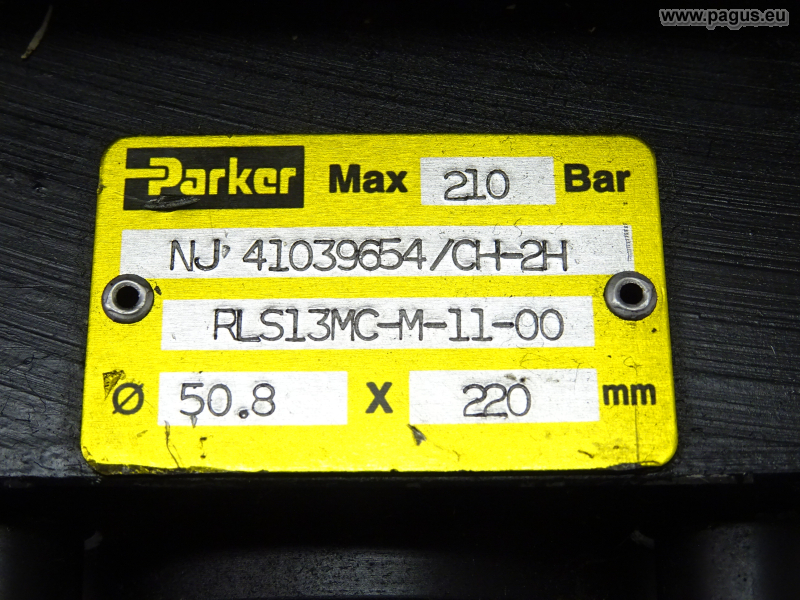 www.pagus.eu
Parker Max 210 Bar
NJ 41039654/CH-2H
RLS13MC-M-11-00
Ø 50.8 X 220 mm